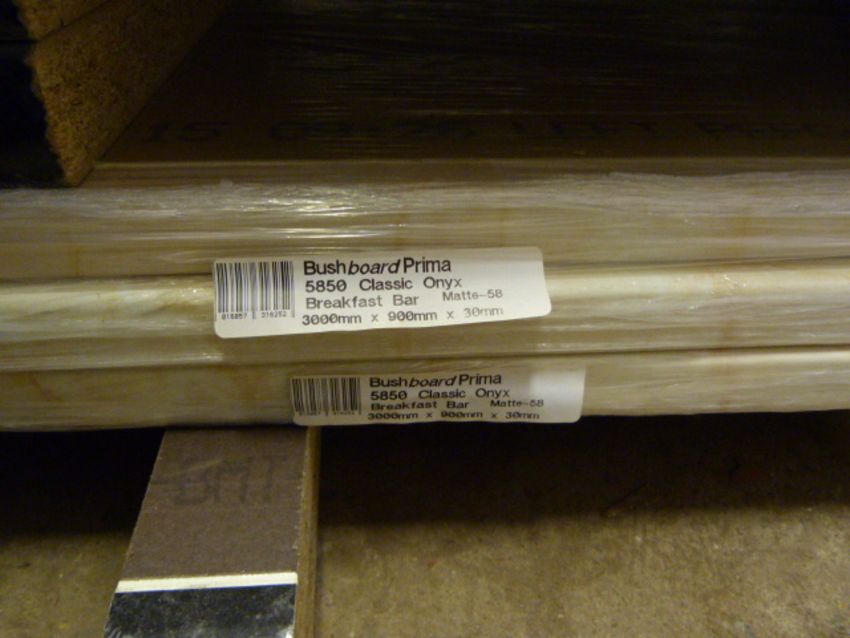 Bushboard Prima
5850 Classic Onyx
Breakfast Bar Matte-58
3000mm x 900mm x 30mm
Bushboard Prima
5850 Classic Onyx
Breakfast Bar Matte-58
3000mm x 900mm x 30mm
BMT